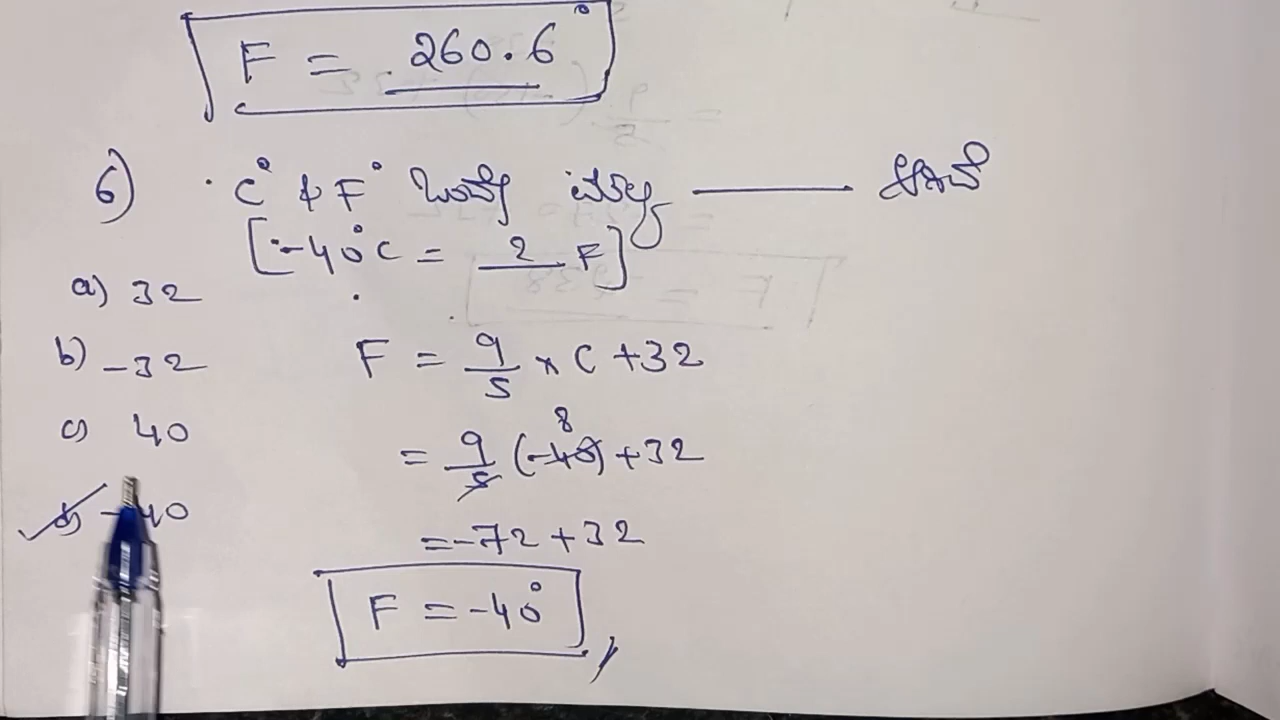 F = 260.6°
6) C° & F° ಒಂದೇ
[-40°C = ? F]
a) 32
b) -32
F = 9/5 × C + 32
c) 40
= 9/5 (-40) + 32
8
d) -40
= -72 + 32
F = -40°